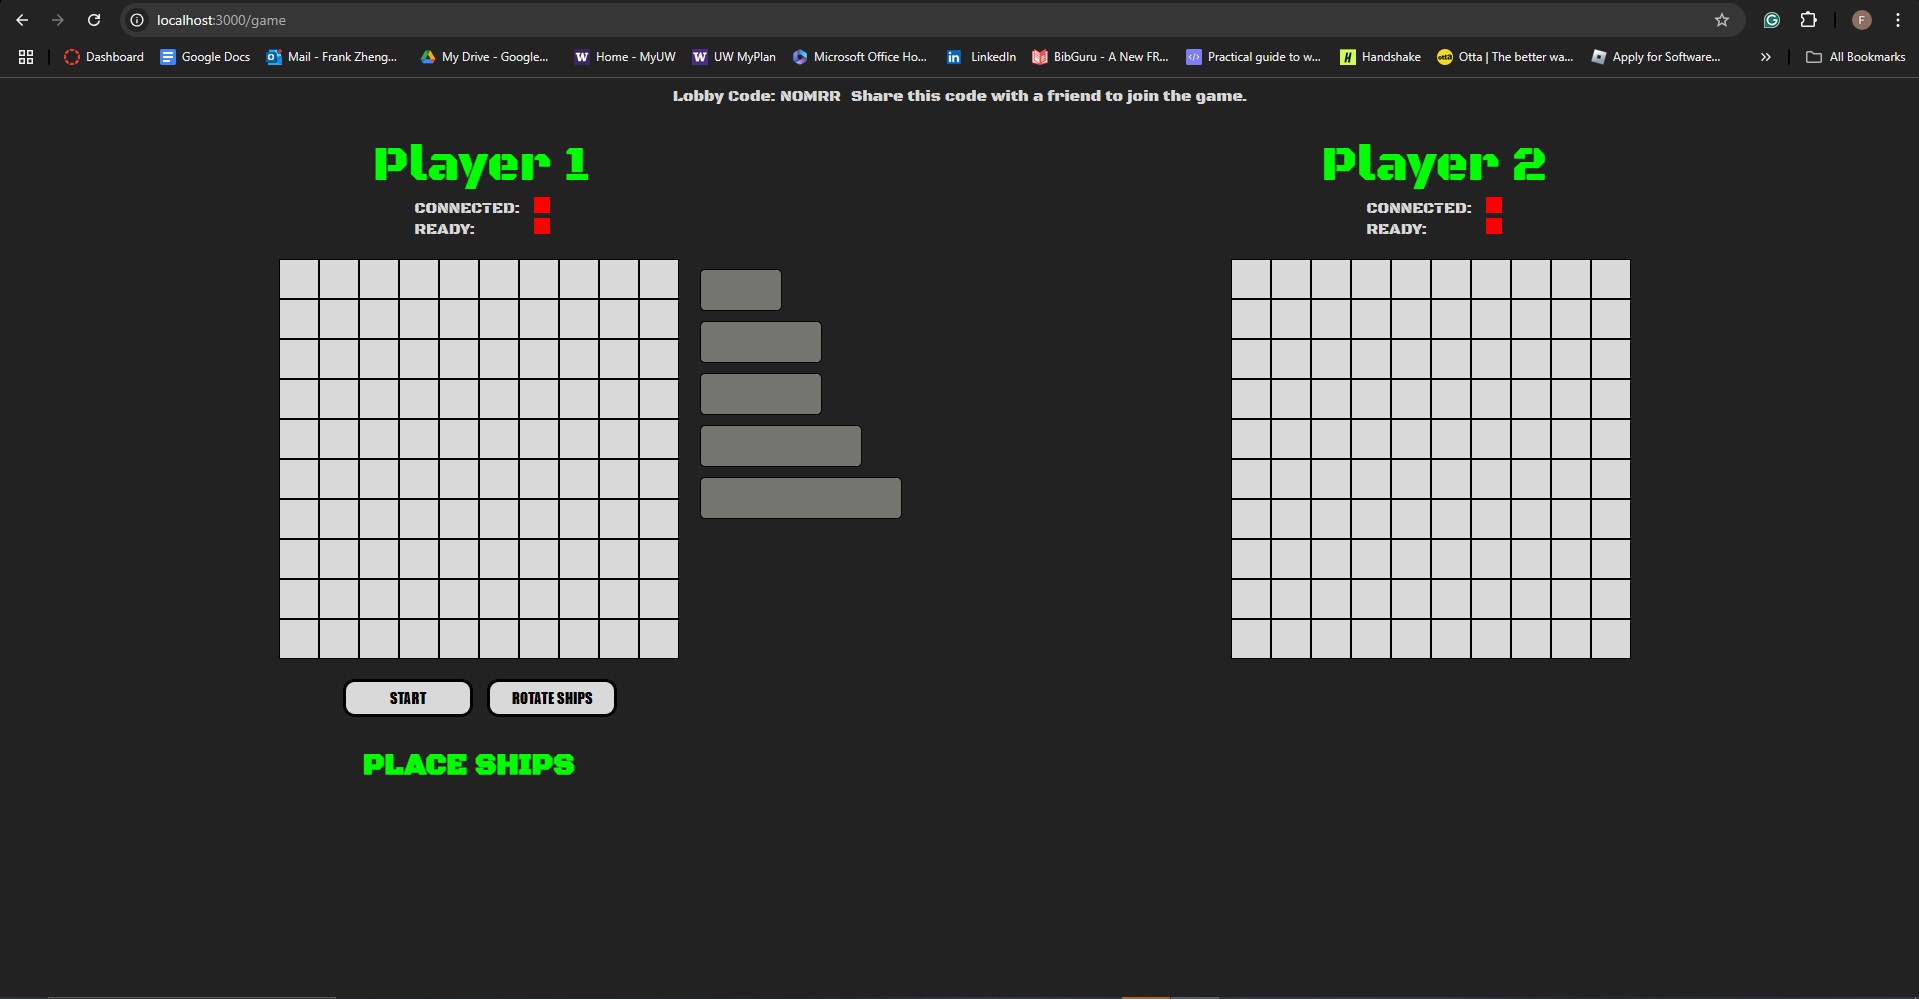 localhost:3000/game
F
Dashboard Google Docs Mail - Frank Zheng... My Drive - Google... W Home - MyUW W UW MyPlan Microsoft Office Ho... in LinkedIn BibGuru - A New FR... </> Practical guide to w... H Handshake otta Otta | The better wa... Apply for Software... » All Bookmarks
Lobby Code: NOMRR Share this code with a friend to join the game.
Player 1
CONNECTED:
READY:
START ROTATE SHIPS
PLACE SHIPS
Player 2
CONNECTED:
READY: